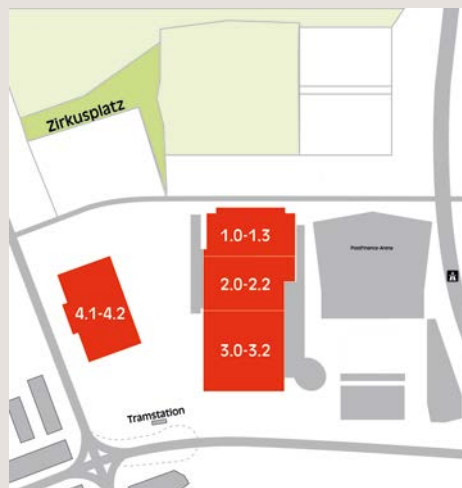 Zirkusplatz
1.0-1.3
PostFinance-Arena
2.0-2.2
4.1-4.2
3.0-3.2
Tramstation